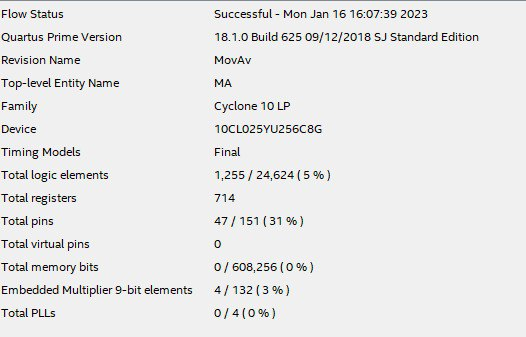 Flow Status Successful - Mon Jan 16 16:07:39 2023
Quartus Prime Version 18.1.0 Build 625 09/12/2018 SJ Standard Edition
Revision Name MovAv
Top-level Entity Name MA
Family Cyclone 10 LP
Device 10CL025YU256C8G
Timing Models Final
Total logic elements 1,255 / 24,624 ( 5 % )
Total registers 714
Total pins 47 / 151 ( 31 % )
Total virtual pins 0
Total memory bits 0 / 608,256 ( 0 % )
Embedded Multiplier 9-bit elements 4 / 132 ( 3 % )
Total PLLs 0 / 4 ( 0 % )